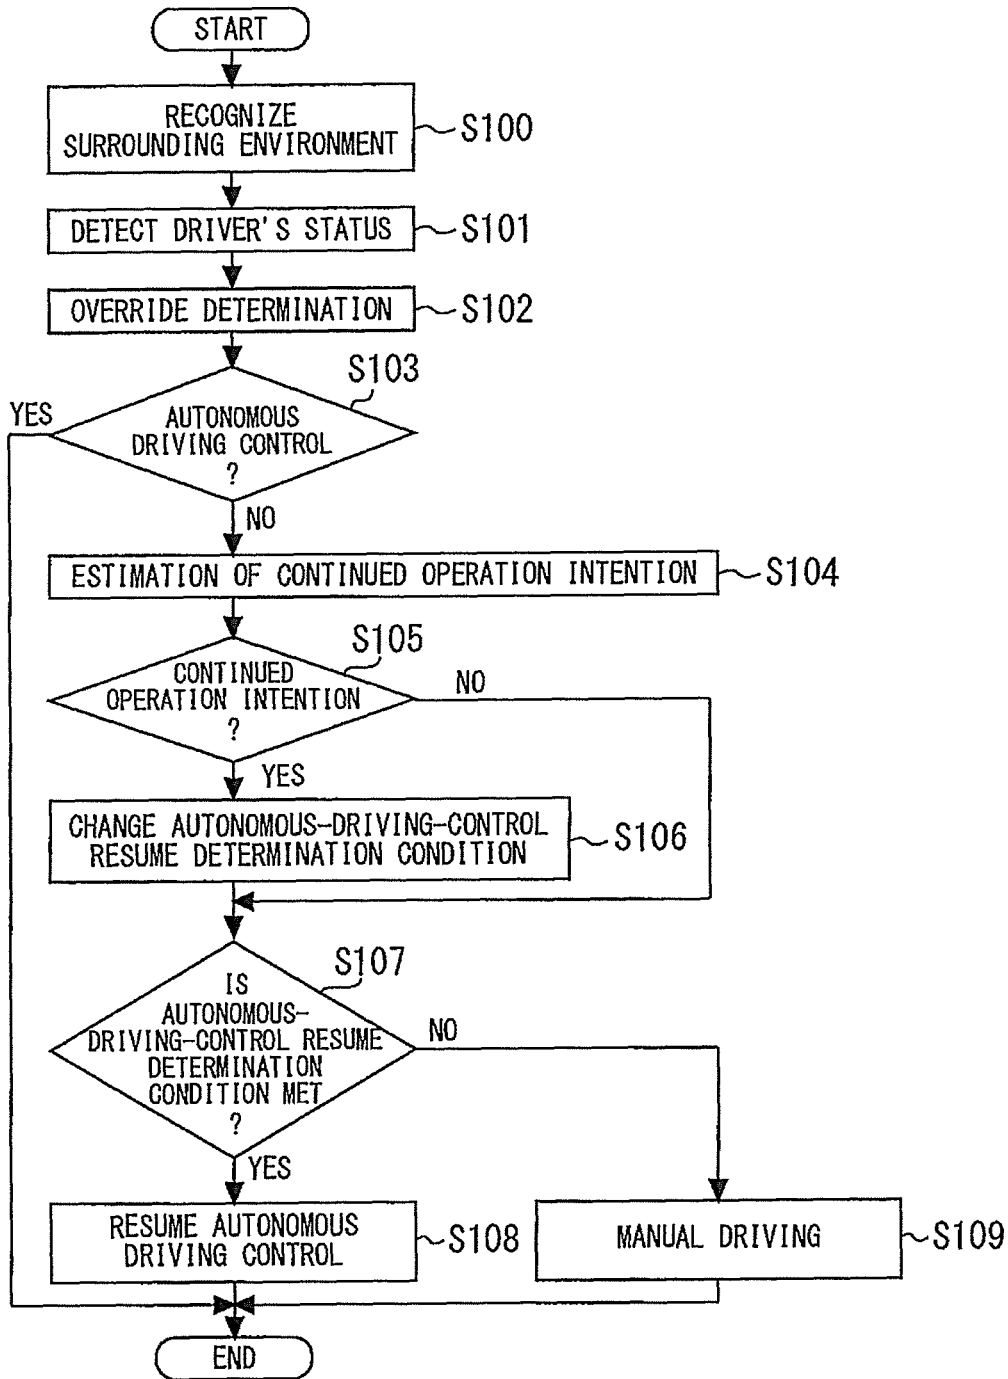 START
RECOGNIZE
SURROUNDING ENVIRONMENT
S100
DETECT DRIVER'S STATUS
S101
OVERRIDE DETERMINATION
S102
S103
YES
AUTONOMOUS
DRIVING CONTROL
?
NO
ESTIMATION OF CONTINUED OPERATION INTENTION
S104
S105
CONTINUED
OPERATION INTENTION
?
NO
YES
CHANGE AUTONOMOUS-DRIVING-CONTROL
RESUME DETERMINATION CONDITION
S106
S107
IS
AUTONOMOUS-
DRIVING-CONTROL RESUME
DETERMINATION
CONDITION MET
?
NO
YES
RESUME AUTONOMOUS
DRIVING CONTROL
S108
MANUAL DRIVING
S109
END